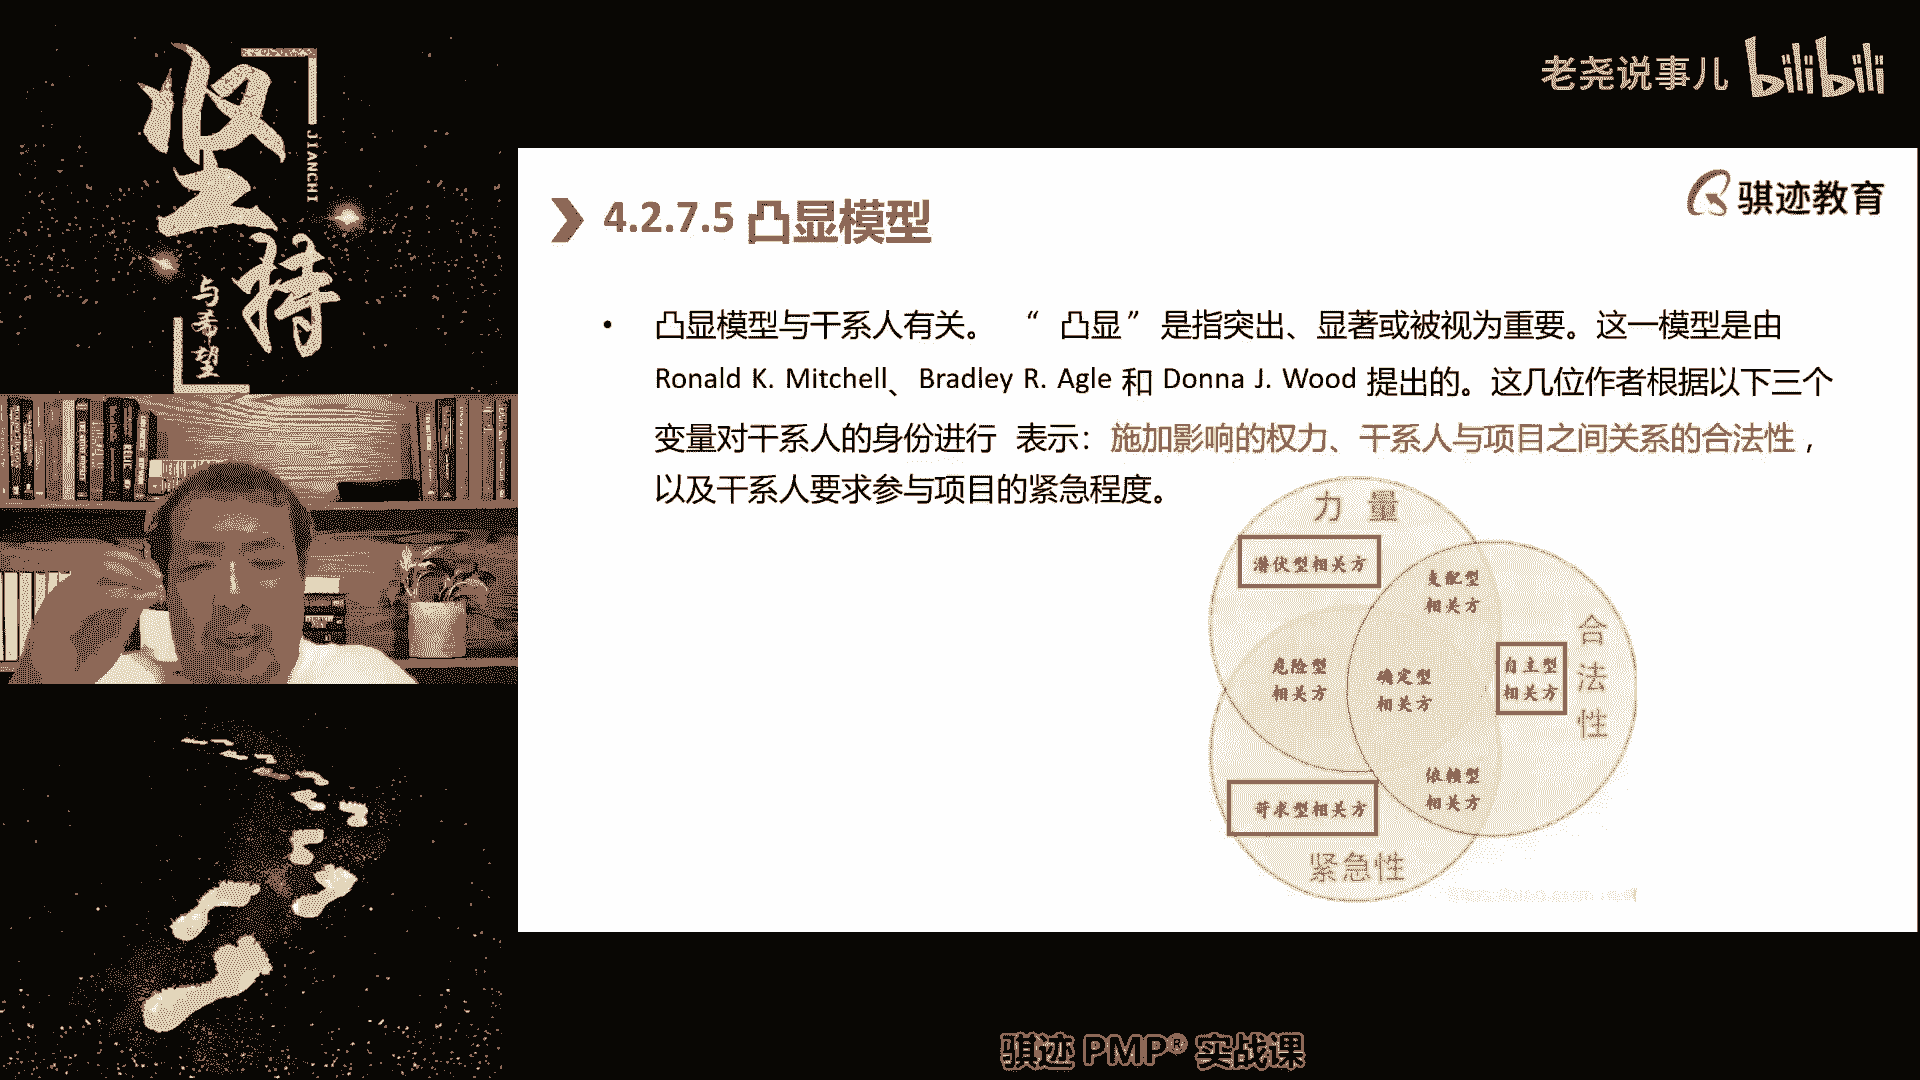 坚持
JIANCHI
与希望
老尧说事儿 bilibili
骐迹教育
4.2.7.5 凸显模型
• 凸显模型与干系人有关。 “ 凸显” 是指突出、显著或被视为重要。这一模型是由
Ronald K. Mitchell、Bradley R. Agle 和 Donna J. Wood 提出的。这几位作者根据以下三个
变量对干系人的身份进行 表示：施加影响的权力、干系人与项目之间关系的合法性，
以及干系人要求参与项目的紧急程度。
力 量
潜伏型相关方
支配型
相关方
合法性
危险型
相关方
确定型
相关方
自主型
相关方
依赖型
相关方
苛求型相关方
紧急性
骐迹 PMP® 实战课